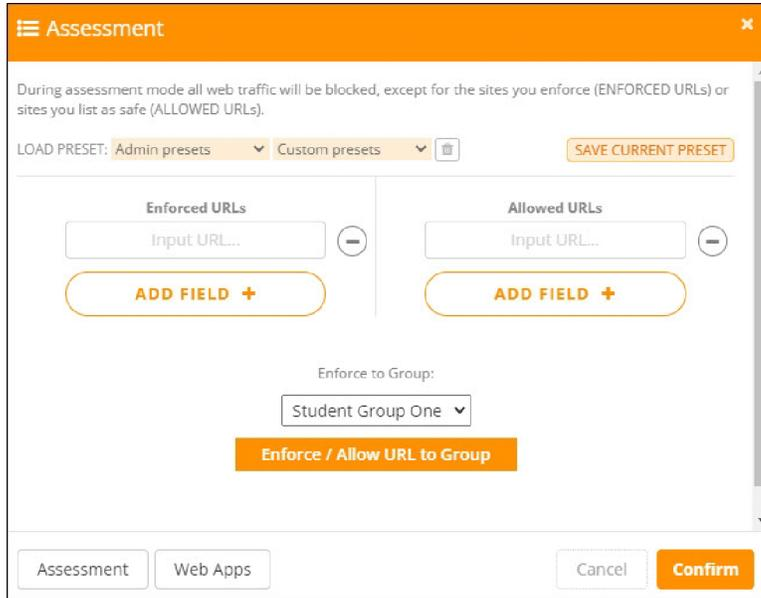 Assessment
During assessment mode all web traffic will be blocked, except for the sites you enforce (ENFORCED URLs) or
sites you list as safe (ALLOWED URLs).
LOAD PRESET: Admin presets Custom presets SAVE CURRENT PRESET
Enforced URLs Allowed URLs
Input URL... Input URL...
ADD FIELD + ADD FIELD +
Enforce to Group:
Student Group One
Enforce / Allow URL to Group
Assessment Web Apps Cancel Confirm